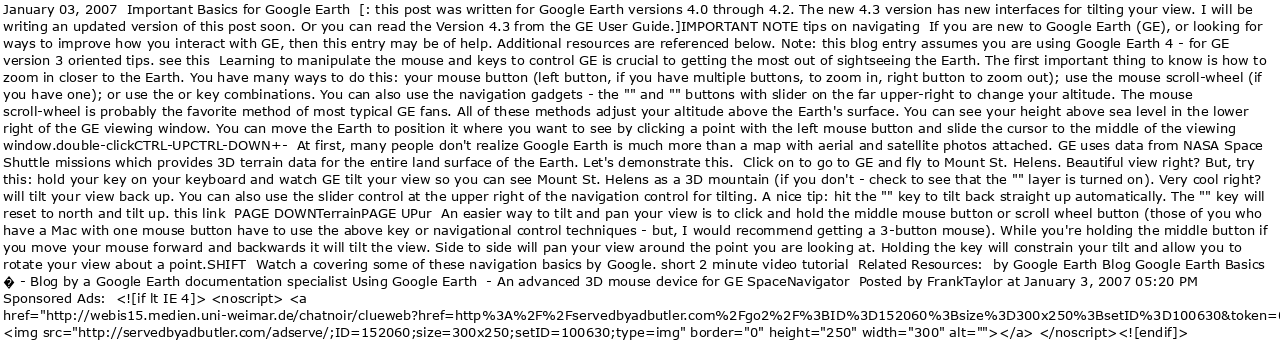 January 03, 2007  Important Basics for Google Earth  [: this post was written for Google Earth versions 4.0 through 4.2. The new 4.3 version has new interfaces for tilting your view. I will be
writing an updated version of this post soon. Or you can read the Version 4.3 from the GE User Guide.]IMPORTANT NOTE tips on navigating  If you are new to Google Earth (GE), or looking for
ways to improve how you interact with GE, then this entry may be of help. Additional resources are referenced below. Note: this blog entry assumes you are using Google Earth 4 - for GE
version 3 oriented tips. see this  Learning to manipulate the mouse and keys to control GE is crucial to getting the most out of sightseeing the Earth. The first important thing to know is how to
zoom in closer to the Earth. You have many ways to do this: your mouse button (left button, if you have multiple buttons, to zoom in, right button to zoom out); use the mouse scroll-wheel (if
you have one); or use the or key combinations. You can also use the navigation gadgets - the "" and "" buttons with slider on the far upper-right to change your altitude. The mouse
scroll-wheel is probably the favorite method of most typical GE fans. All of these methods adjust your altitude above the Earth's surface. You can see your height above sea level in the lower
right of the GE viewing window. You can move the Earth to position it where you want to see by clicking a point with the left mouse button and slide the cursor to the middle of the viewing
window.double-clickCTRL-UPCTRL-DOWN+-  At first, many people don't realize Google Earth is much more than a map with aerial and satellite photos attached. GE uses data from NASA Space
Shuttle missions which provides 3D terrain data for the entire land surface of the Earth. Let's demonstrate this.  Click on to go to GE and fly to Mount St. Helens. Beautiful view right? But, try
this: hold your key on your keyboard and watch GE tilt your view so you can see Mount St. Helens as a 3D mountain (if you don't - check to see that the "" layer is turned on). Very cool right?
will tilt your view back up. You can also use the slider control at the upper right of the navigation control for tilting. A nice tip: hit the "" key to tilt back straight up automatically. The "" key will
reset to north and tilt up. this link  PAGE DOWNTerrainPAGE UPur  An easier way to tilt and pan your view is to click and hold the middle mouse button or scroll wheel button (those of you who
have a Mac with one mouse button have to use the above key or navigational control techniques - but, I would recommend getting a 3-button mouse). While you're holding the middle button if
you move your mouse forward and backwards it will tilt the view. Side to side will pan your view around the point you are looking at. Holding the key will constrain your tilt and allow you to
rotate your view about a point.SHIFT  Watch a covering some of these navigation basics by Google. short 2 minute video tutorial  Related Resources:  by Google Earth Blog Google Earth Basics
� - Blog by a Google Earth documentation specialist Using Google Earth  - An advanced 3D mouse device for GE SpaceNavigator  Posted by FrankTaylor at January 3, 2007 05:20 PM
Sponsored Ads:  <![if lt IE 4]> <noscript> <a
href="http://webis15.medien.uni-weimar.de/chatnoir/clueweb?href=http%3A%2F%2Fservedbyadbutler.com%2Fgo2%2F%3BID%3D152060%3Bsize%3D300x250%3BsetID%3D100630&token=
<img src="http://servedbyadbutler.com/adserve/;ID=152060;size=300x250;setID=100630;type=img" border="0" height="250" width="300" alt=""></a> </noscript><![endif]>